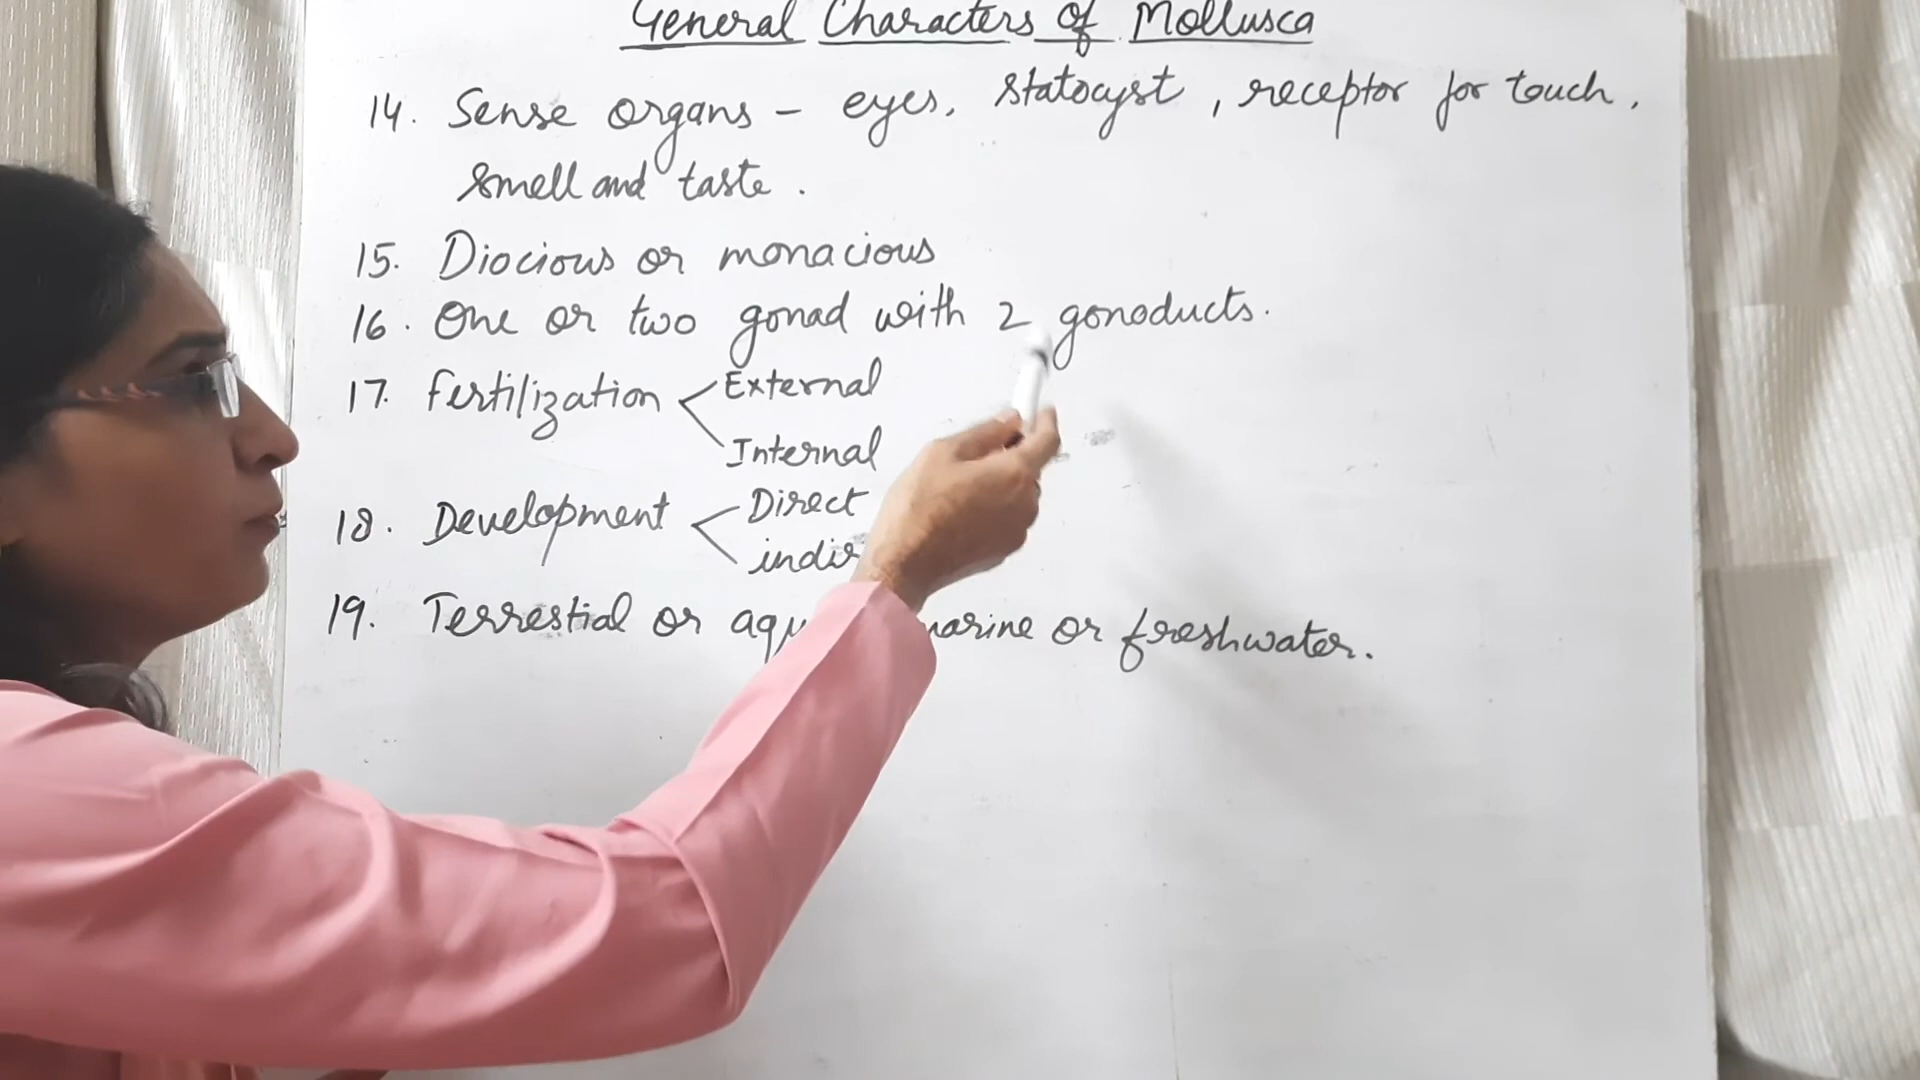 General Characters of Mollusca
14. Sense organs - eyes, statocyst, receptor for touch,
smell and taste.
15. Diocious or monacious
16. One or two gonad with 2 gonoducts.
17. fertilization < External
Internal
18. Development < Direct
19. Terrestial or marine or freshwater.